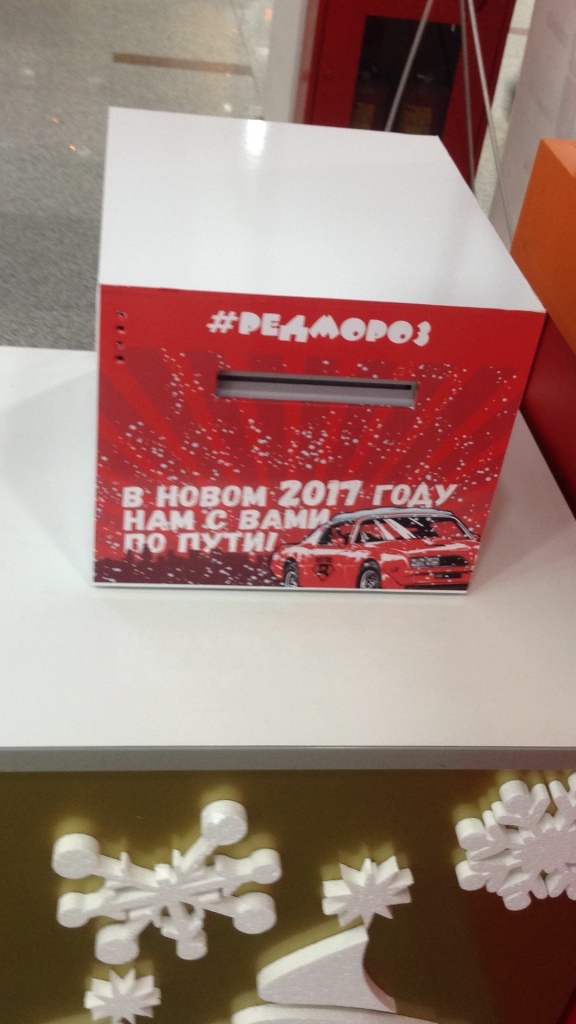 #РЕДМОРОЗ
В НОВОМ 2017 ГОДУ
НАМ С ВАМИ
ПО ПУТИ!